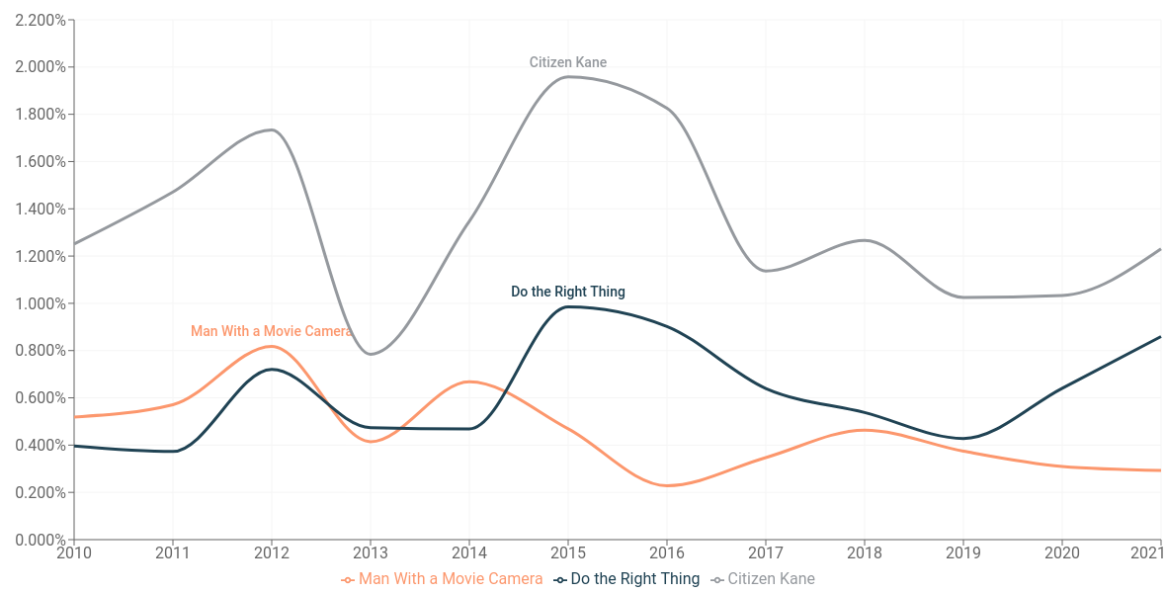 2.200%
2.000%
Citizen Kane
1.800%
1.600%
1.400%
1.200%
Do the Right Thing
1.000%
Man With a Movie Camera
0.800%
0.600%
0.400%
0.200%
0.000%
2010 2011 2012 2013 2014 2015 2016 2017 2018 2019 2020 2021
Man With a Movie Camera Do the Right Thing Citizen Kane